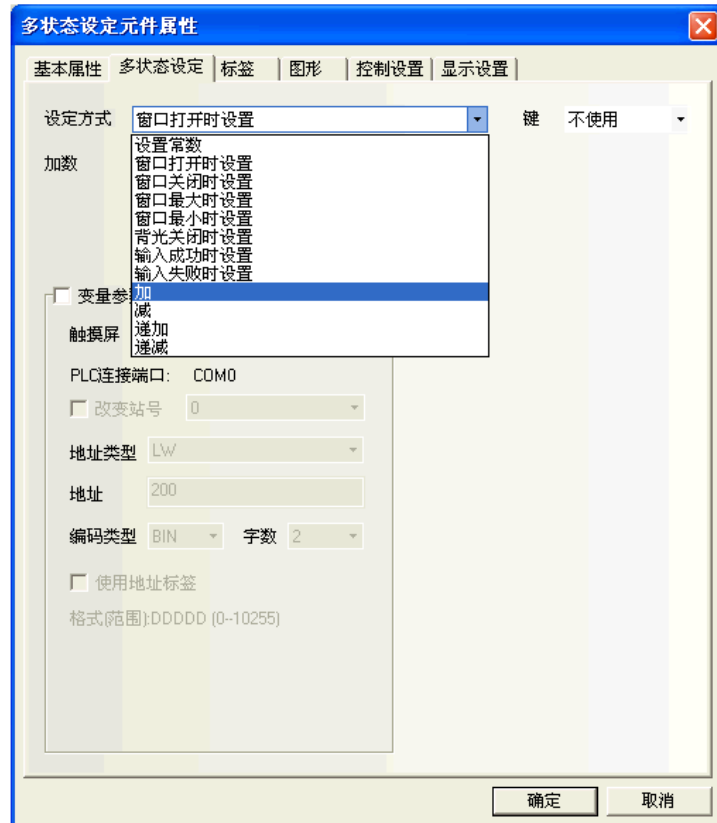 多状态设定元件属性
基本属性 多状态设定 标签 图形 控制设置 显示设置
设定方式 窗口打开时设置 键 不使用
加数
设置常数
窗口打开时设置
窗口关闭时设置
窗口最大时设置
窗口最小时设置
背光关闭时设置
输入成功时设置
输入失败时设置
加
减
递加
递减
变量参
触摸屏
PLC连接端口: COM0
改变站号 0
地址类型 LW
地址 200
编码类型 BIN 字数 2
使用地址标签
格式(范围):DDDDD (0--10255)
确定 取消